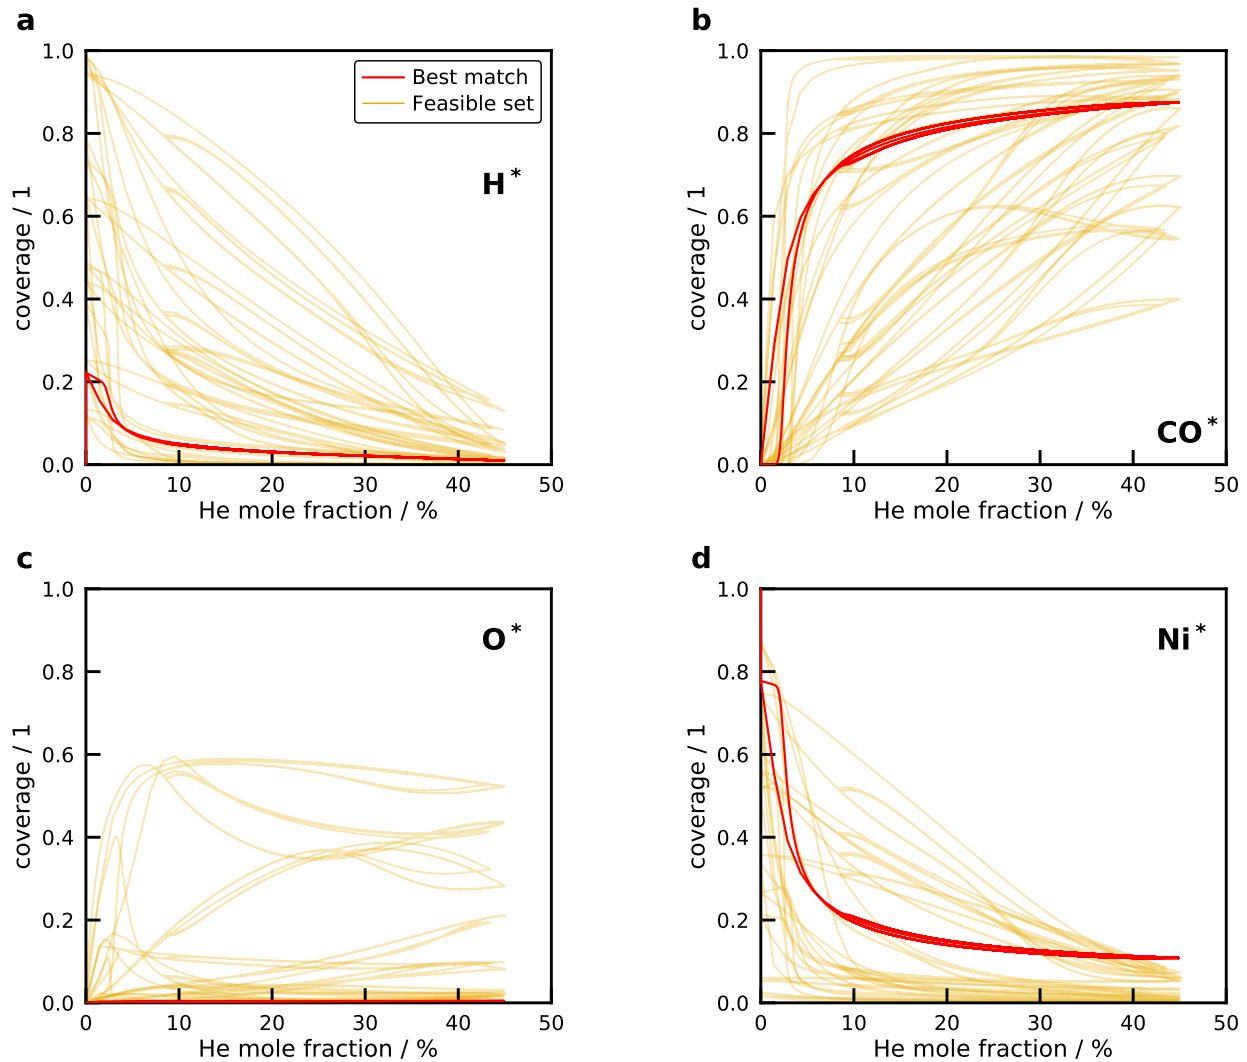 a
1.0
0.8
0.6
0.4
0.2
0.0
coverage / 1
Best match
Feasible set
H*
0 10 20 30 40 50
He mole fraction / %
b
1.0
0.8
0.6
0.4
0.2
0.0
coverage / 1
CO*
0 10 20 30 40 50
He mole fraction / %
c
1.0
0.8
0.6
0.4
0.2
0.0
coverage / 1
O*
0 10 20 30 40 50
He mole fraction / %
d
1.0
0.8
0.6
0.4
0.2
0.0
coverage / 1
Ni*
0 10 20 30 40 50
He mole fraction / %